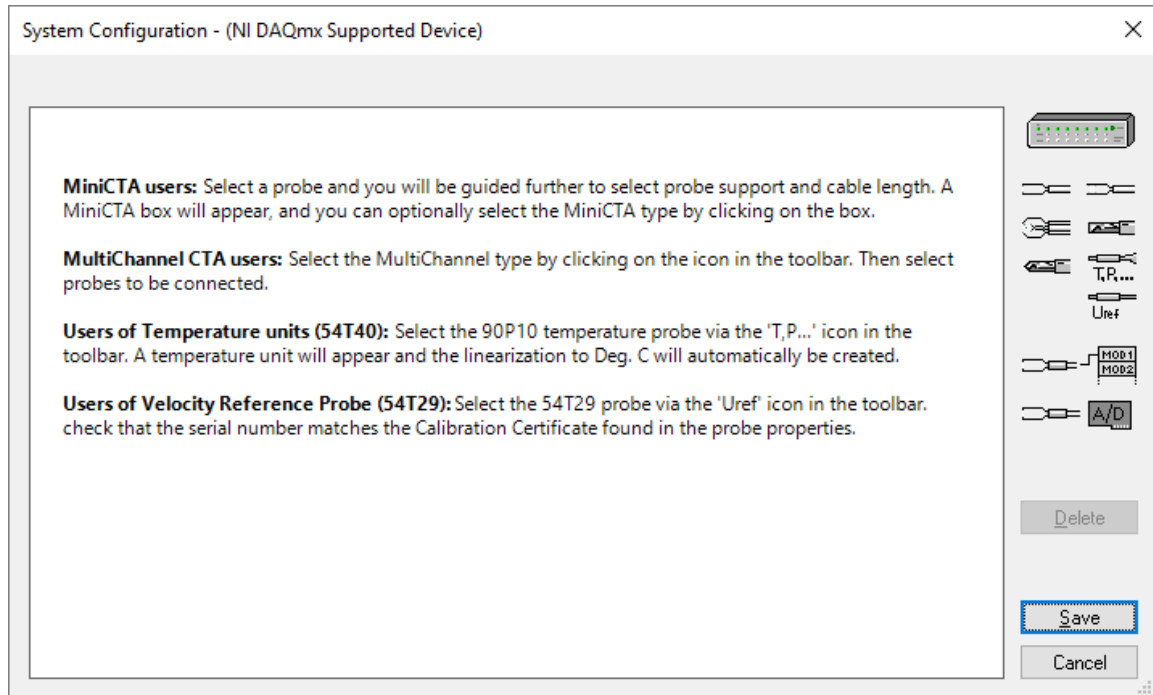 System Configuration - (NI DAQmx Supported Device)
MiniCTA users: Select a probe and you will be guided further to select probe support and cable length. A
MiniCTA box will appear, and you can optionally select the MiniCTA type by clicking on the box.
MultiChannel CTA users: Select the MultiChannel type by clicking on the icon in the toolbar. Then select
probes to be connected.
Users of Temperature units (54T40): Select the 90P10 temperature probe via the 'T,P...' icon in the
toolbar. A temperature unit will appear and the linearization to Deg. C will automatically be created.
Users of Velocity Reference Probe (54T29): Select the 54T29 probe via the 'Uref' icon in the toolbar.
check that the serial number matches the Calibration Certificate found in the probe properties.
T,P,...
Uref
MOD1
MOD2
A/D
Delete
Save
Cancel